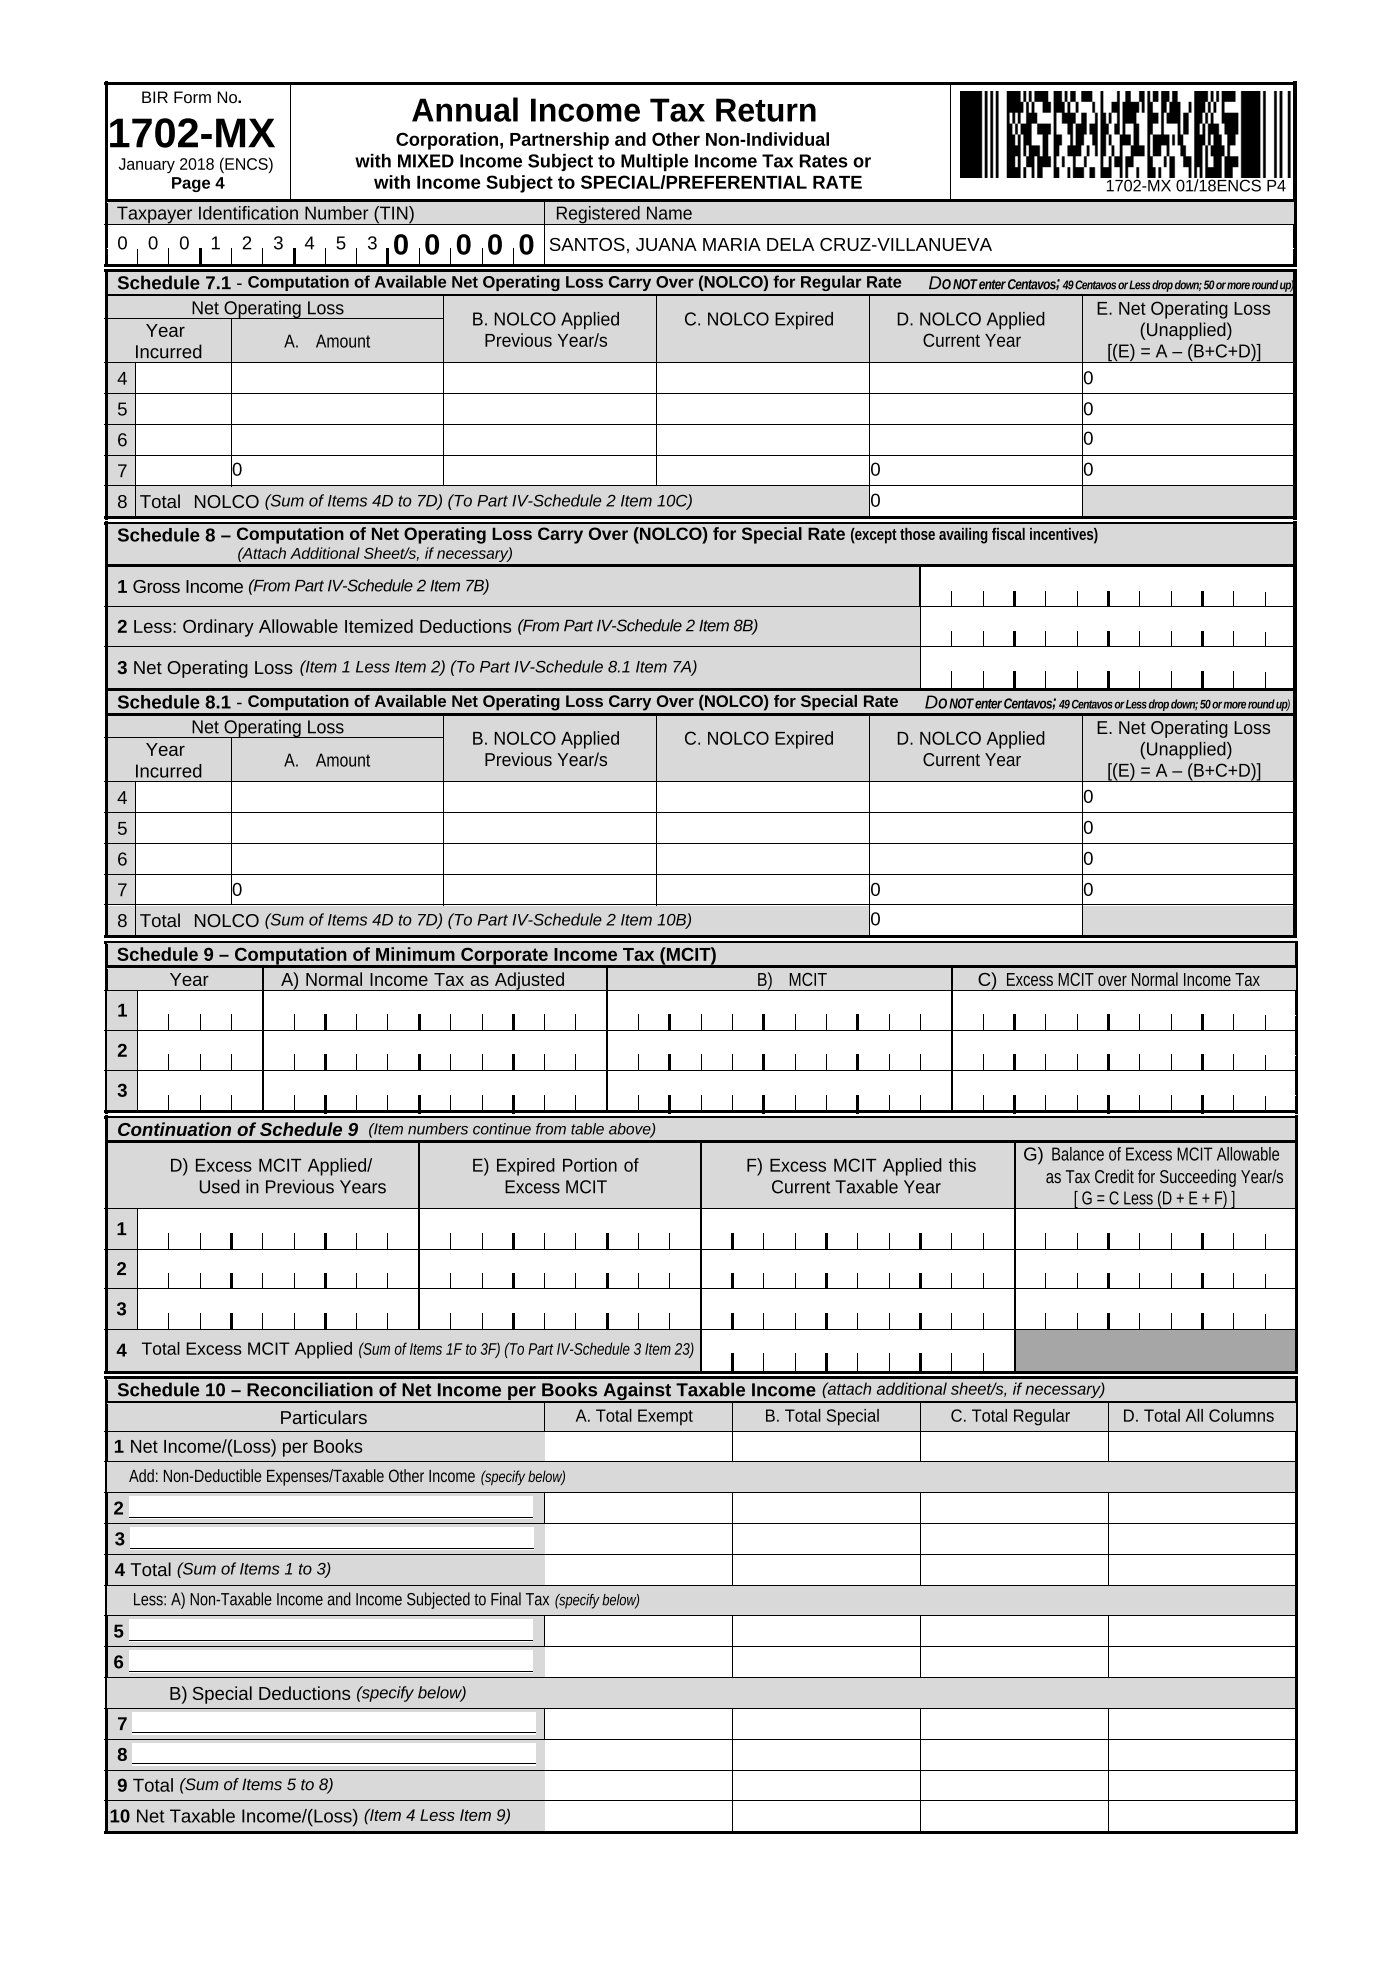 BIR Form No.
1702-MX
January 2018 (ENCS)
Page 4
Annual Income Tax Return
Corporation, Partnership and Other Non-Individual
with MIXED Income Subject to Multiple Income Tax Rates or
with Income Subject to SPECIAL/PREFERENTIAL RATE
1702-MX 01/18ENCS P4
Taxpayer Identification Number (TIN) Registered Name
0 0 0 1 2 3 4 5 3 0 0 0 0 0 SANTOS, JUANA MARIA DELA CRUZ-VILLANUEVA
Schedule 7.1 - Computation of Available Net Operating Loss Carry Over (NOLCO) for Regular Rate DO NOT enter Centavos; 49 Centavos or Less drop down; 50 or more round up)
Net Operating Loss
Year
Incurred
A. Amount
B. NOLCO Applied
Previous Year/s
C. NOLCO Expired
D. NOLCO Applied
Current Year
E. Net Operating Loss
(Unapplied)
[(E) = A – (B+C+D)]
4 0
5 0
6 0
7 0 0 0
8 Total NOLCO (Sum of Items 4D to 7D) (To Part IV-Schedule 2 Item 10C) 0
Schedule 8 – Computation of Net Operating Loss Carry Over (NOLCO) for Special Rate (except those availing fiscal incentives)
(Attach Additional Sheet/s, if necessary)
1 Gross Income (From Part IV-Schedule 2 Item 7B)
2 Less: Ordinary Allowable Itemized Deductions (From Part IV-Schedule 2 Item 8B)
3 Net Operating Loss (Item 1 Less Item 2) (To Part IV-Schedule 8.1 Item 7A)
Schedule 8.1 - Computation of Available Net Operating Loss Carry Over (NOLCO) for Special Rate DO NOT enter Centavos; 49 Centavos or Less drop down; 50 or more round up)
Net Operating Loss
Year
Incurred
A. Amount
B. NOLCO Applied
Previous Year/s
C. NOLCO Expired
D. NOLCO Applied
Current Year
E. Net Operating Loss
(Unapplied)
[(E) = A – (B+C+D)]
4 0
5 0
6 0
7 0 0 0
8 Total NOLCO (Sum of Items 4D to 7D) (To Part IV-Schedule 2 Item 10B) 0
Schedule 9 – Computation of Minimum Corporate Income Tax (MCIT)
Year A) Normal Income Tax as Adjusted B) MCIT C) Excess MCIT over Normal Income Tax
1
2
3
Continuation of Schedule 9 (Item numbers continue from table above)
D) Excess MCIT Applied/
Used in Previous Years
E) Expired Portion of
Excess MCIT
F) Excess MCIT Applied this
Current Taxable Year
G) Balance of Excess MCIT Allowable
as Tax Credit for Succeeding Year/s
[ G = C Less (D + E + F) ]
1
2
3
4 Total Excess MCIT Applied (Sum of Items 1F to 3F) (To Part IV-Schedule 3 Item 23)
Schedule 10 – Reconciliation of Net Income per Books Against Taxable Income (attach additional sheet/s, if necessary)
Particulars A. Total Exempt B. Total Special C. Total Regular D. Total All Columns
1 Net Income/(Loss) per Books
Add: Non-Deductible Expenses/Taxable Other Income (specify below)
2
3
4 Total (Sum of Items 1 to 3)
Less: A) Non-Taxable Income and Income Subjected to Final Tax (specify below)
5
6
B) Special Deductions (specify below)
7
8
9 Total (Sum of Items 5 to 8)
10 Net Taxable Income/(Loss) (Item 4 Less Item 9)